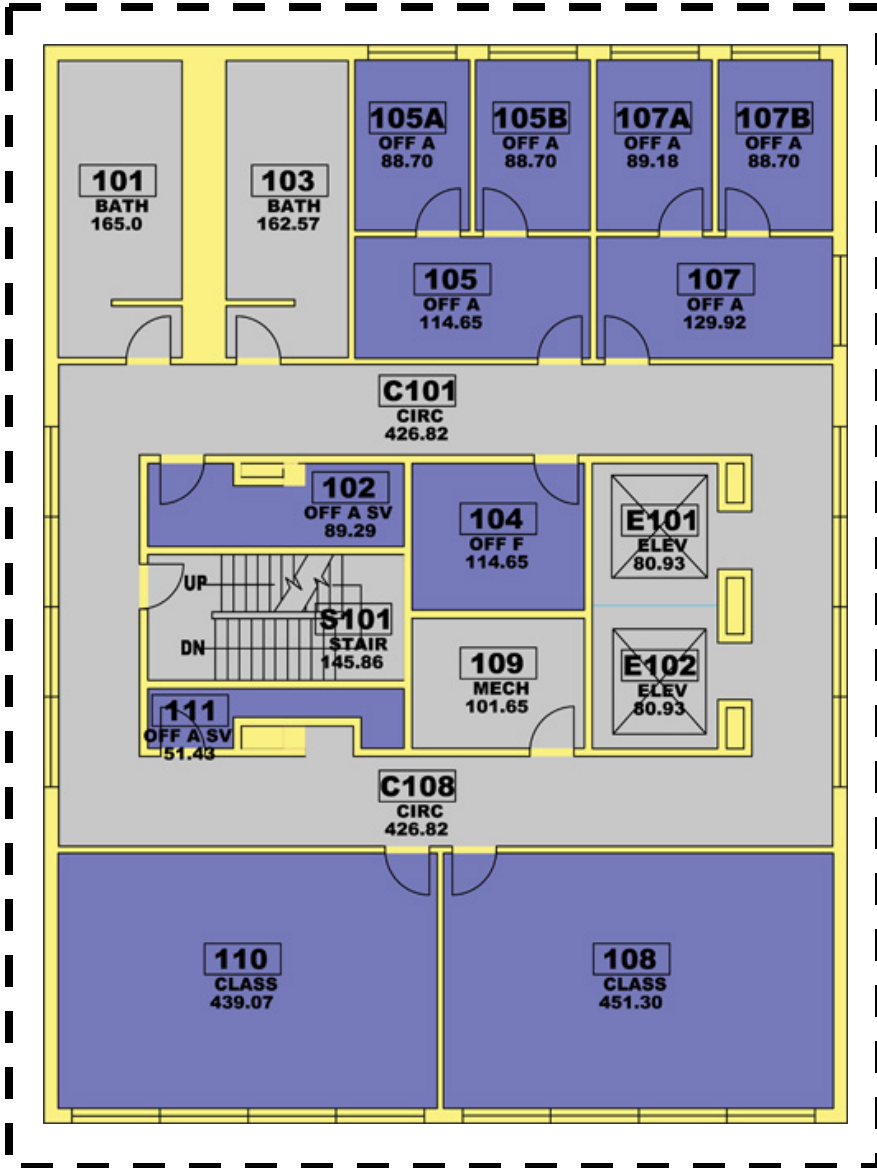 105A
OFF A
88.70
105B
OFF A
88.70
107A
OFF A
89.18
107B
OFF A
88.70
101
BATH
165.0
103
BATH
162.57
105
OFF A
114.65
107
OFF A
129.92
C101
CIRC
426.82
102
OFF A SV
89.29
104
OFF F
114.65
E101
ELEV
80.93
UP
S101
STAIR
145.86
DN
109
MECH
101.65
E102
ELEV
80.93
111
OFF A SV
51.43
C108
CIRC
426.82
110
CLASS
439.07
108
CLASS
451.30